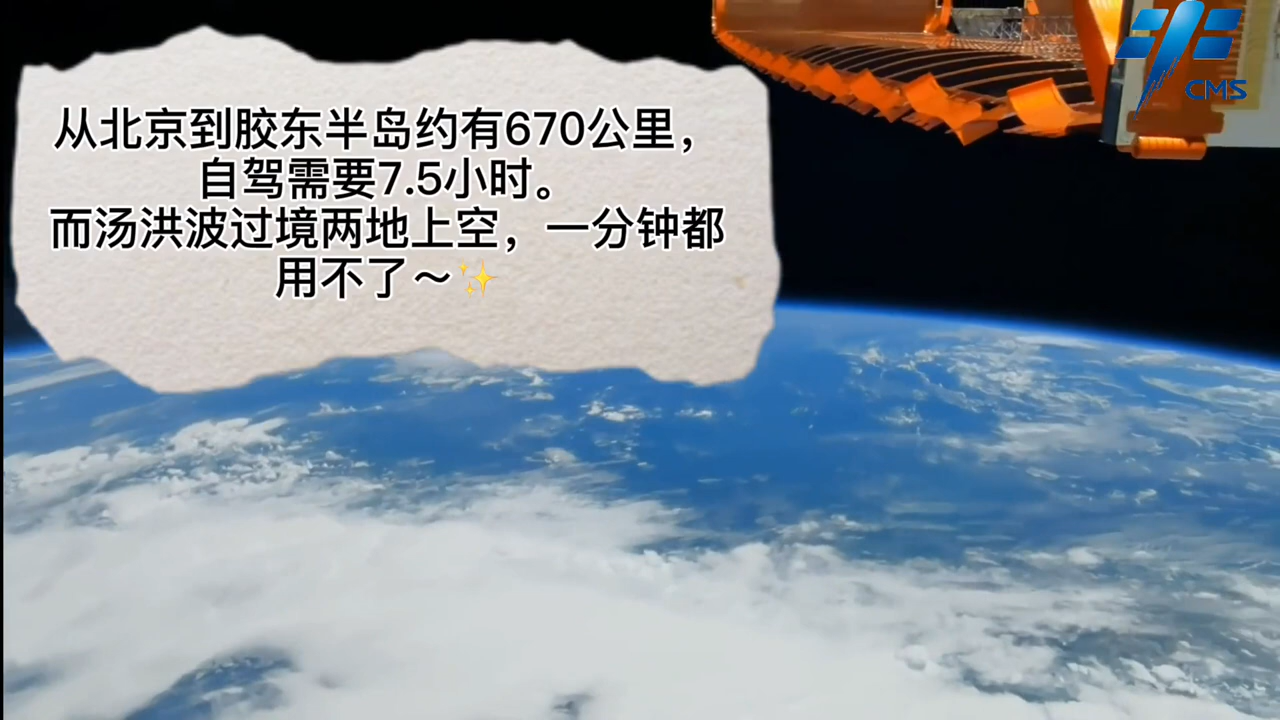 从北京到胶东半岛约有670公里，
自驾需要7.5小时。
而汤洪波过境两地上空，一分钟都
用不了～✨
CMS